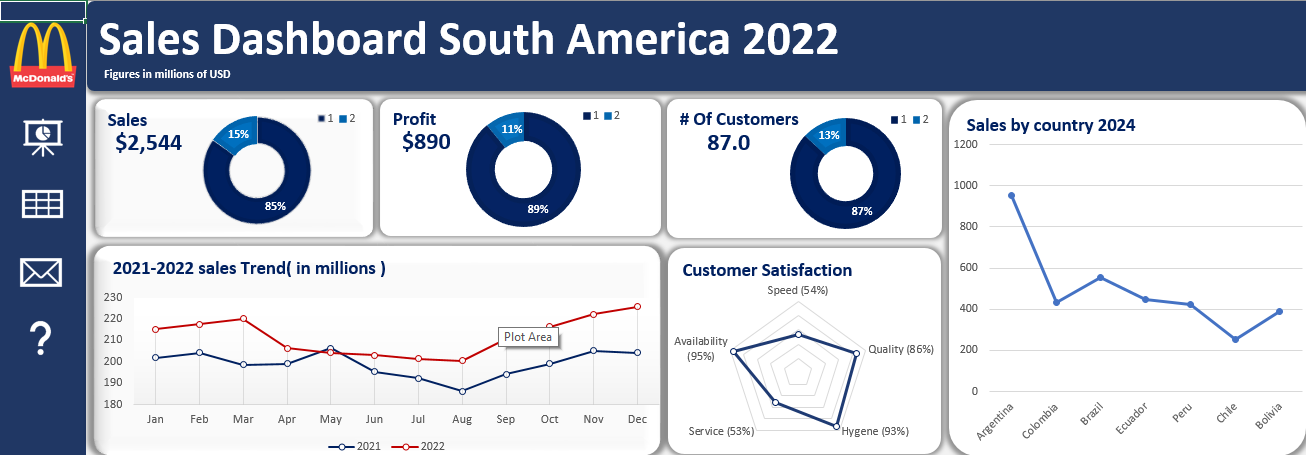 McDonald's
Sales Dashboard South America 2022
Figures in millions of USD
Sales
$2,544
1 2
15%
85%
Profit
$890
1 2
11%
89%
# Of Customers
87.0
1 2
13%
87%
Sales by country 2024
1200
1000
800
600
400
200
0
Argentina
Colombia
Brazil
Ecuador
Peru
Chile
Bolivia
2021-2022 sales Trend( in millions )
230
220
210
200
190
180
Plot Area
Jan Feb Mar Apr May Jun Jul Aug Sep Oct Nov Dec
2021 2022
Customer Satisfaction
Speed (54%)
Availability
(95%)
Quality (86%)
Service (53%)
Hygene (93%)
?